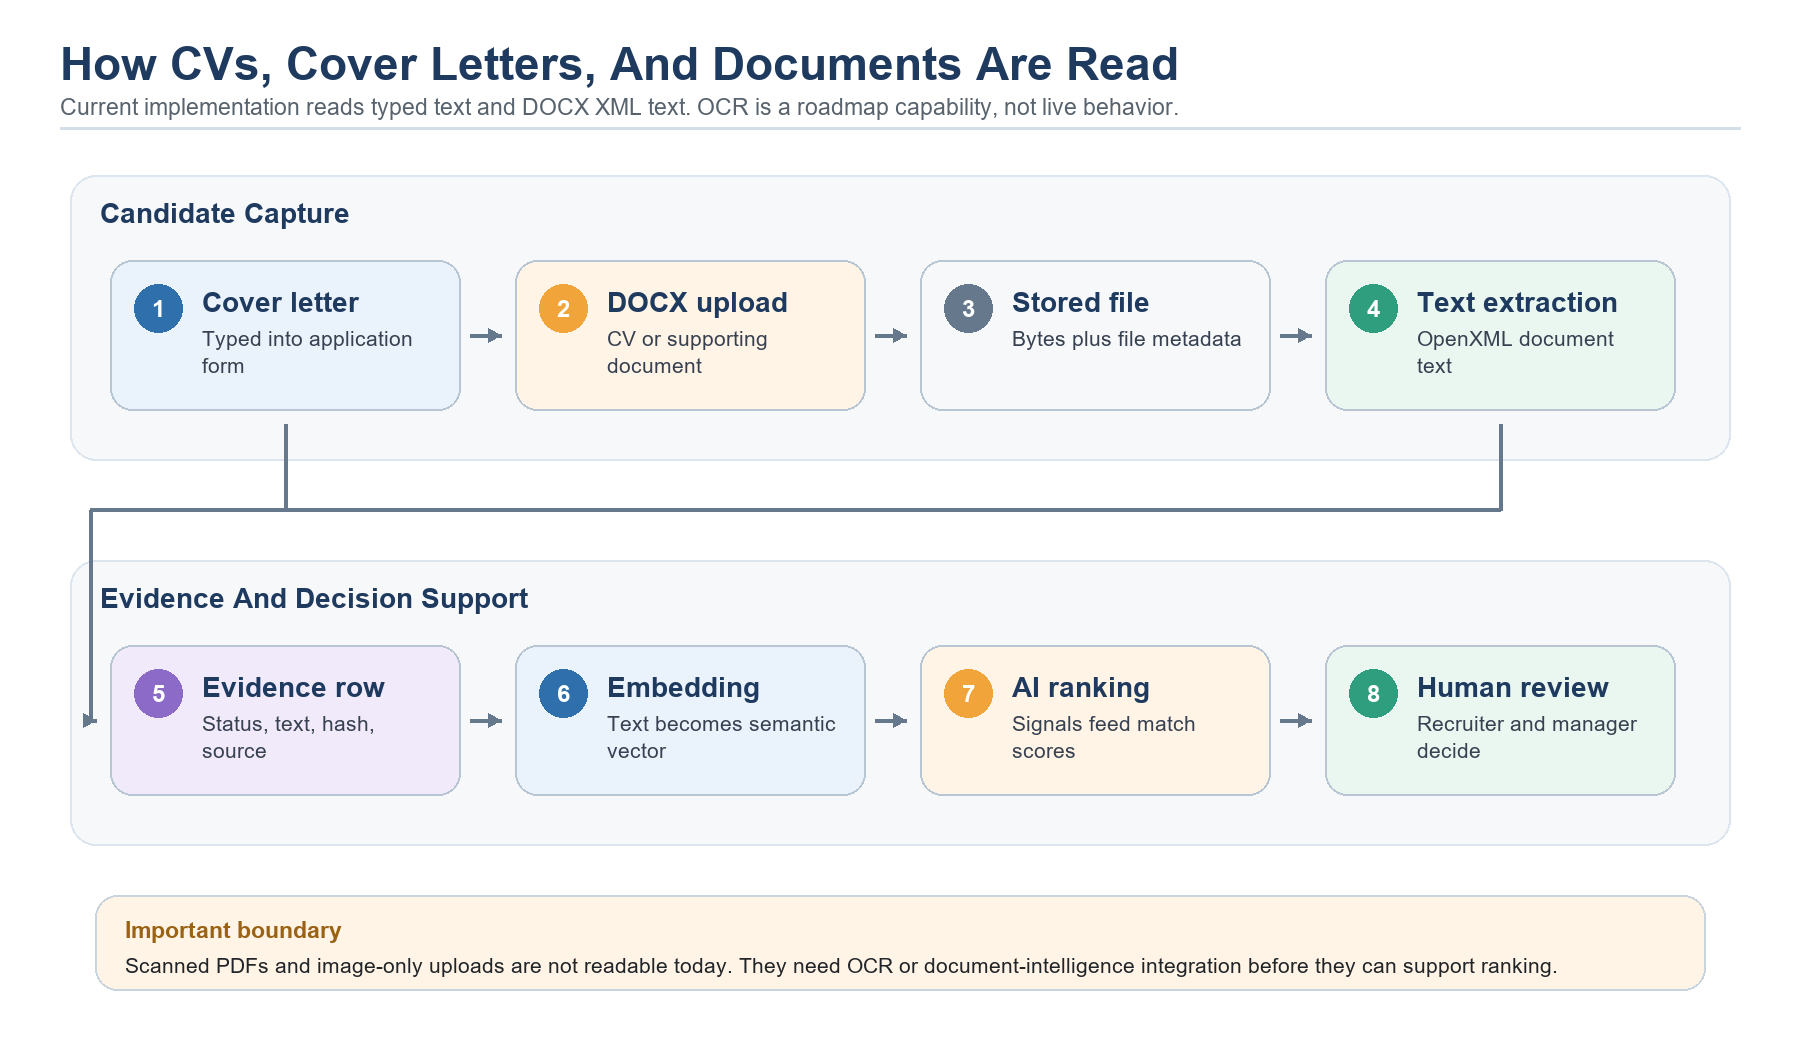 How CVs, Cover Letters, And Documents Are Read
Current implementation reads typed text and DOCX XML text. OCR is a roadmap capability, not live behavior.
Candidate Capture
1
Cover letter
Typed into application
form
2
DOCX upload
CV or supporting
document
3
Stored file
Bytes plus file metadata
4
Text extraction
OpenXML document
text
Evidence And Decision Support
5
Evidence row
Status, text, hash,
source
6
Embedding
Text becomes semantic
vector
7
AI ranking
Signals feed match
scores
8
Human review
Recruiter and manager
decide
Important boundary
Scanned PDFs and image-only uploads are not readable today. They need OCR or document-intelligence integration before they can support ranking.